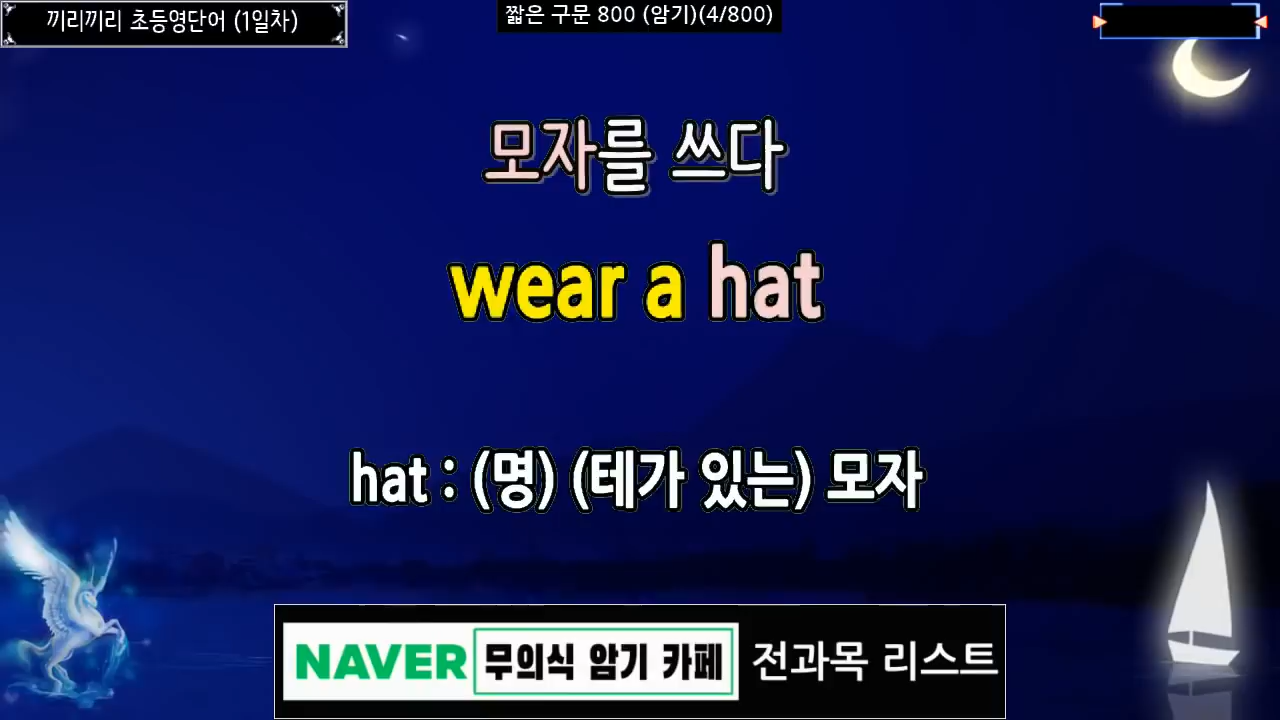 끼리끼리 초등영단어 (1일차)
짧은 구문 800 (암기)(4/800)
모자를 쓰다
wear a hat
hat : (명) (테가 있는) 모자
NAVER 무의식 암기 카페 전과목 리스트